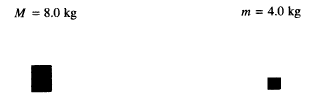 M = 8.0 kg
m = 4.0 kg